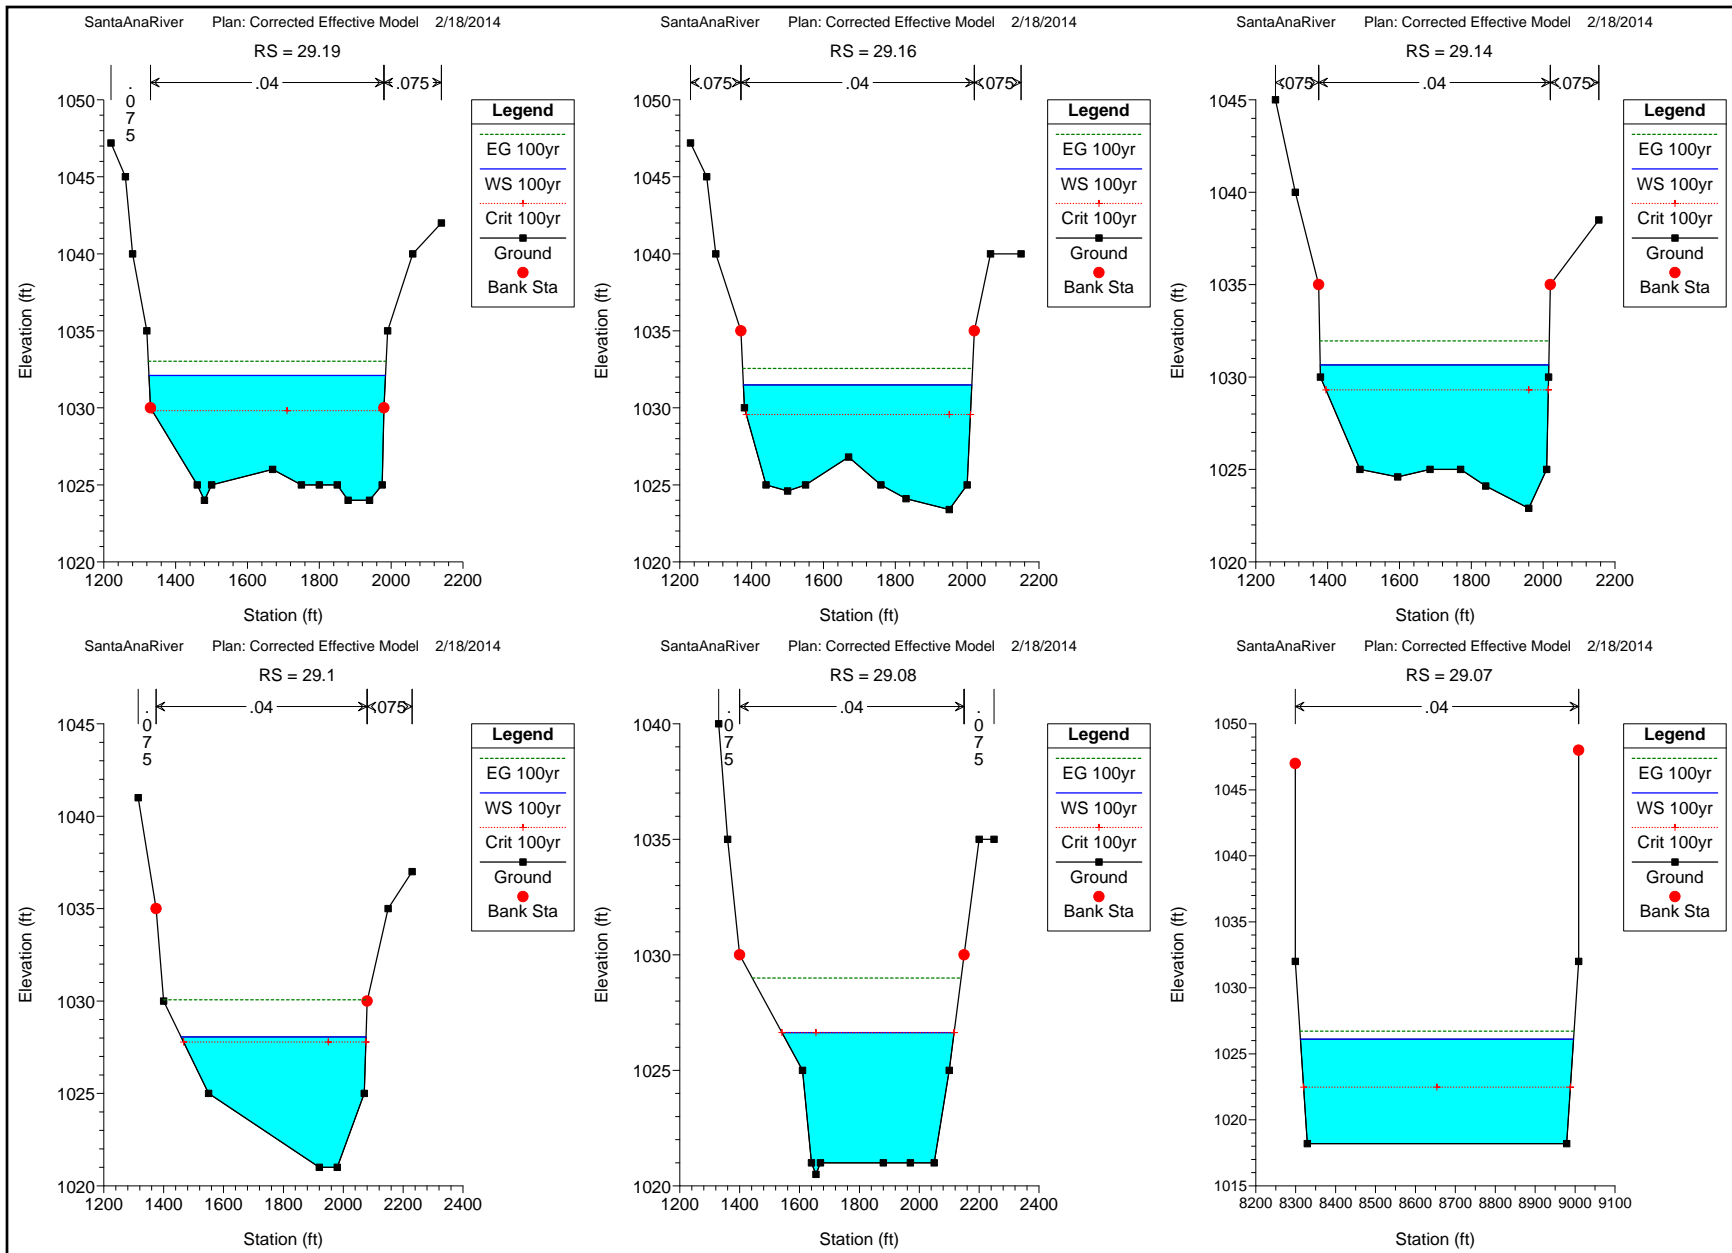 SantaAnaRiver Plan: Corrected Effective Model 2/18/2014
RS = 29.19
.075 .04 .075
Legend
EG 100yr
WS 100yr
Crit 100yr
Ground
Bank Sta
Elevation (ft)
1050
1045
1040
1035
1030
1025
1020
1200 1400 1600 1800 2000 2200
Station (ft)
SantaAnaRiver Plan: Corrected Effective Model 2/18/2014
RS = 29.16
.075 .04 .075
Legend
EG 100yr
WS 100yr
Crit 100yr
Ground
Bank Sta
Elevation (ft)
1050
1045
1040
1035
1030
1025
1020
1200 1400 1600 1800 2000 2200
Station (ft)
SantaAnaRiver Plan: Corrected Effective Model 2/18/2014
RS = 29.14
.075 .04 .075
Legend
EG 100yr
WS 100yr
Crit 100yr
Ground
Bank Sta
Elevation (ft)
1045
1040
1035
1030
1025
1020
1200 1400 1600 1800 2000 2200
Station (ft)
SantaAnaRiver Plan: Corrected Effective Model 2/18/2014
RS = 29.1
.075 .04 .075
Legend
EG 100yr
WS 100yr
Crit 100yr
Ground
Bank Sta
Elevation (ft)
1045
1040
1035
1030
1025
1020
1200 1400 1600 1800 2000 2200 2400
Station (ft)
SantaAnaRiver Plan: Corrected Effective Model 2/18/2014
RS = 29.08
.075 .04 .075
Legend
EG 100yr
WS 100yr
Crit 100yr
Ground
Bank Sta
Elevation (ft)
1040
1035
1030
1025
1020
1200 1400 1600 1800 2000 2200 2400
Station (ft)
SantaAnaRiver Plan: Corrected Effective Model 2/18/2014
RS = 29.07
.04
Legend
EG 100yr
WS 100yr
Crit 100yr
Ground
Bank Sta
Elevation (ft)
1050
1045
1040
1035
1030
1025
1020
1015
8200 8300 8400 8500 8600 8700 8800 8900 9000 9100
Station (ft)